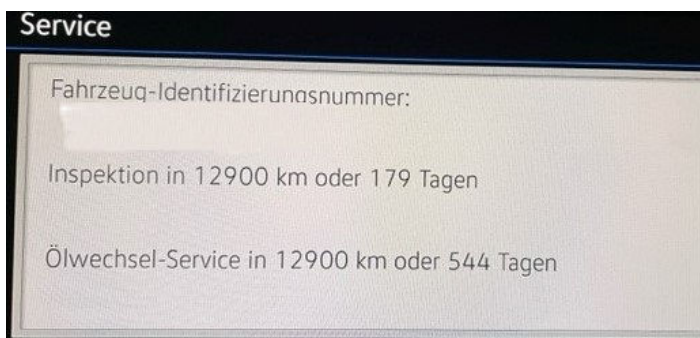 Service
Fahrzeug-Identifizierungsnummer:
Inspektion in 12900 km oder 179 Tagen
Ölwechsel-Service in 12900 km oder 544 Tagen